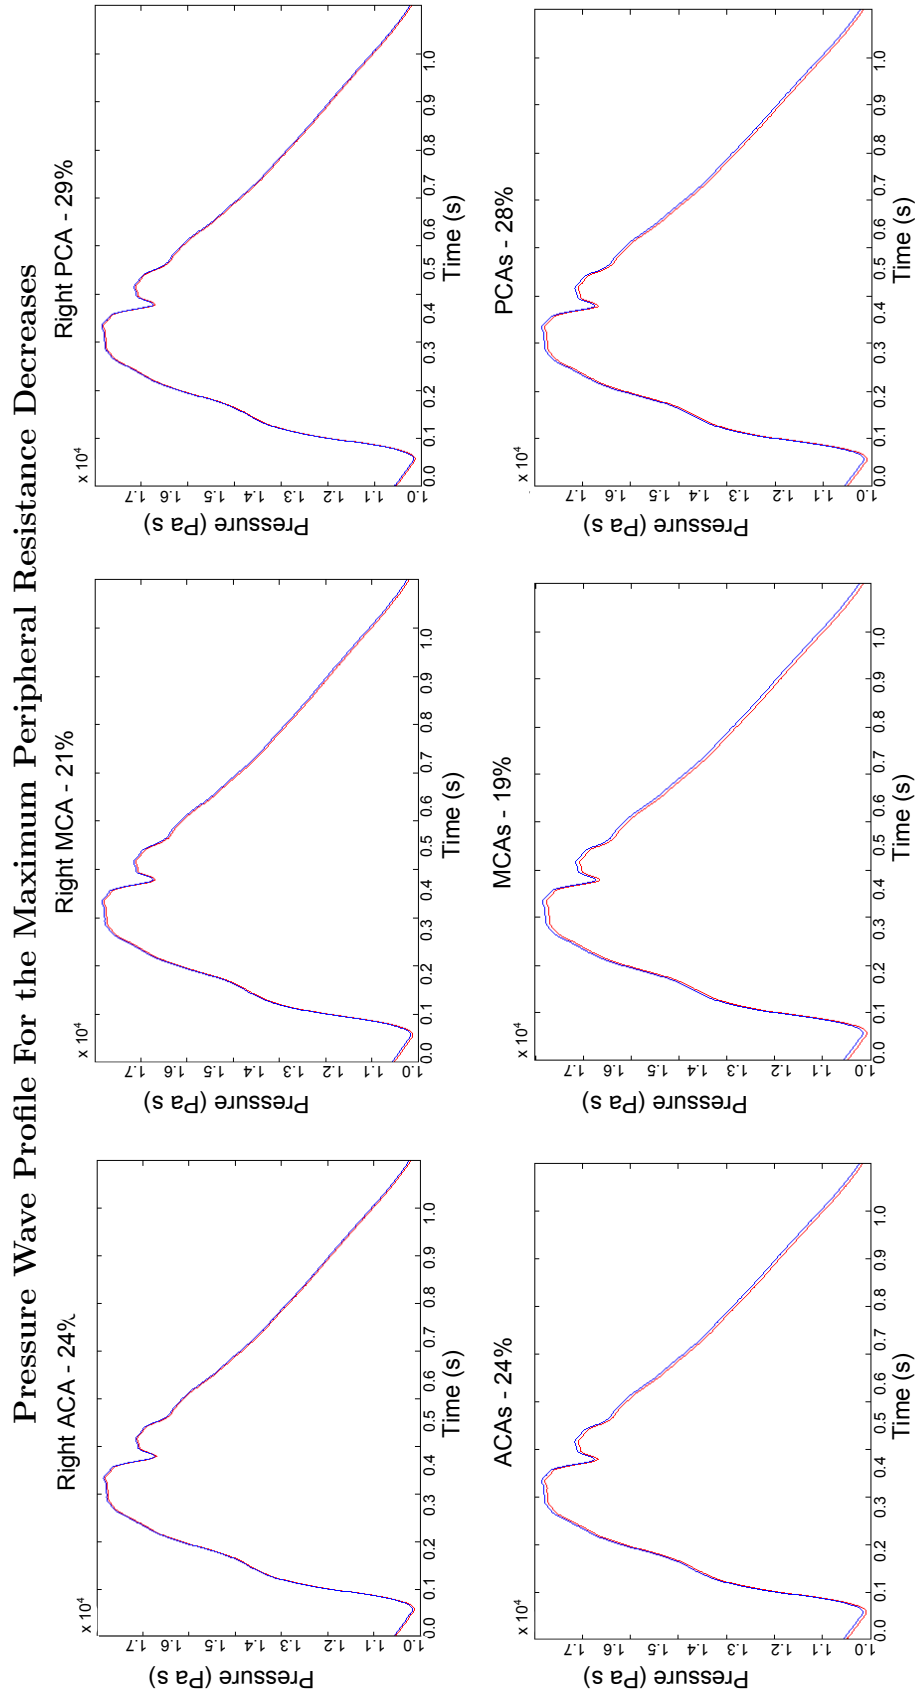 Pressure Wave Profile For the Maximum Peripheral Resistance Decreases
Right ACA - 24%
x 10⁴
1.7
1.6
1.5
1.4
1.3
1.2
1.1
1.0
Pressure (Pa s)
0.0 0.1 0.2 0.3 0.4 0.5 0.6 0.7 0.8 0.9 1.0
Time (s)
Right MCA - 21%
x 10⁴
1.7
1.6
1.5
1.4
1.3
1.2
1.1
1.0
Pressure (Pa s)
0.0 0.1 0.2 0.3 0.4 0.5 0.6 0.7 0.8 0.9 1.0
Time (s)
Right PCA - 29%
x 10⁴
1.7
1.6
1.5
1.4
1.3
1.2
1.1
1.0
Pressure (Pa s)
0.0 0.1 0.2 0.3 0.4 0.5 0.6 0.7 0.8 0.9 1.0
Time (s)
ACAs - 24%
x 10⁴
1.7
1.6
1.5
1.4
1.3
1.2
1.1
1.0
Pressure (Pa s)
0.0 0.1 0.2 0.3 0.4 0.5 0.6 0.7 0.8 0.9 1.0
Time (s)
MCAs - 19%
x 10⁴
1.7
1.6
1.5
1.4
1.3
1.2
1.1
1.0
Pressure (Pa s)
0.0 0.1 0.2 0.3 0.4 0.5 0.6 0.7 0.8 0.9 1.0
Time (s)
PCAs - 28%
x 10⁴
1.7
1.6
1.5
1.4
1.3
1.2
1.1
1.0
Pressure (Pa s)
0.0 0.1 0.2 0.3 0.4 0.5 0.6 0.7 0.8 0.9 1.0
Time (s)